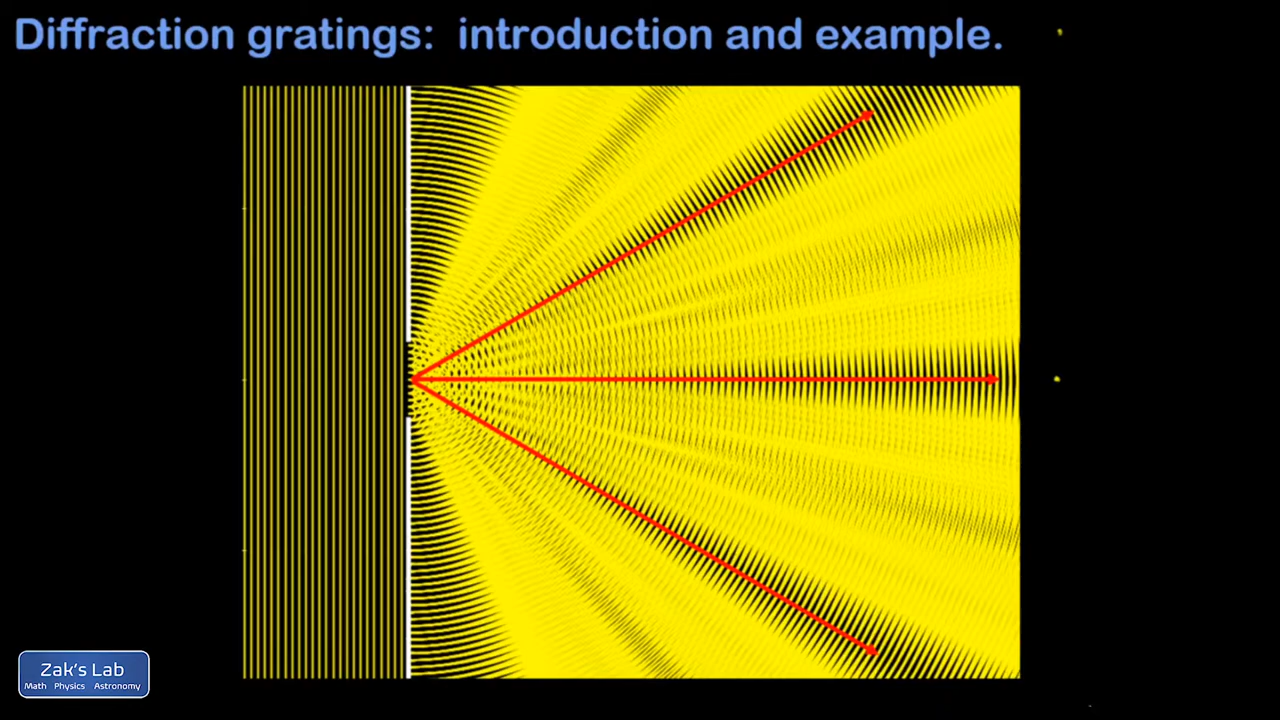 Diffraction gratings: introduction and example.
Zak's Lab
Math Physics Astronomy